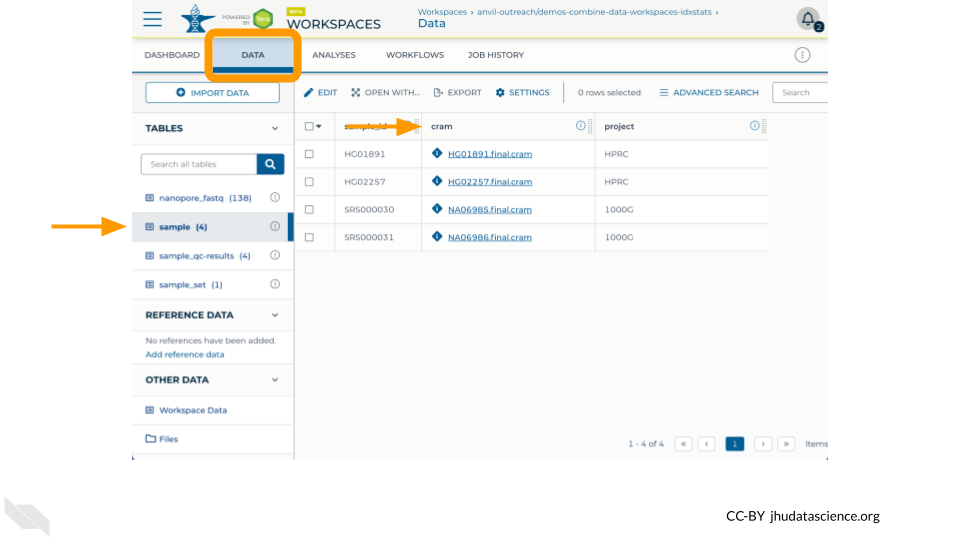 POWERED BY Terra
BETA
WORKSPACES
Workspaces › anvil-outreach/demos-combine-data-workspaces-idxstats ›
Data
2
DASHBOARD DATA ANALYSES WORKFLOWS JOB HISTORY
IMPORT DATA EDIT OPEN WITH... EXPORT SETTINGS 0 rows selected ADVANCED SEARCH Search
TABLES
Search all tables
nanopore_fastq (138)
sample (4)
sample_qc-results (4)
sample_set (1)
REFERENCE DATA
No references have been added.
Add reference data
OTHER DATA
Workspace Data
Files
sample_id cram project
HG01891 HG01891.final.cram HPRC
HG02257 HG02257.final.cram HPRC
SRS000030 NA06985.final.cram 1000G
SRS000031 NA06986.final.cram 1000G
1 - 4 of 4 « ‹ 1 › » Items
CC-BY jhudatascience.org